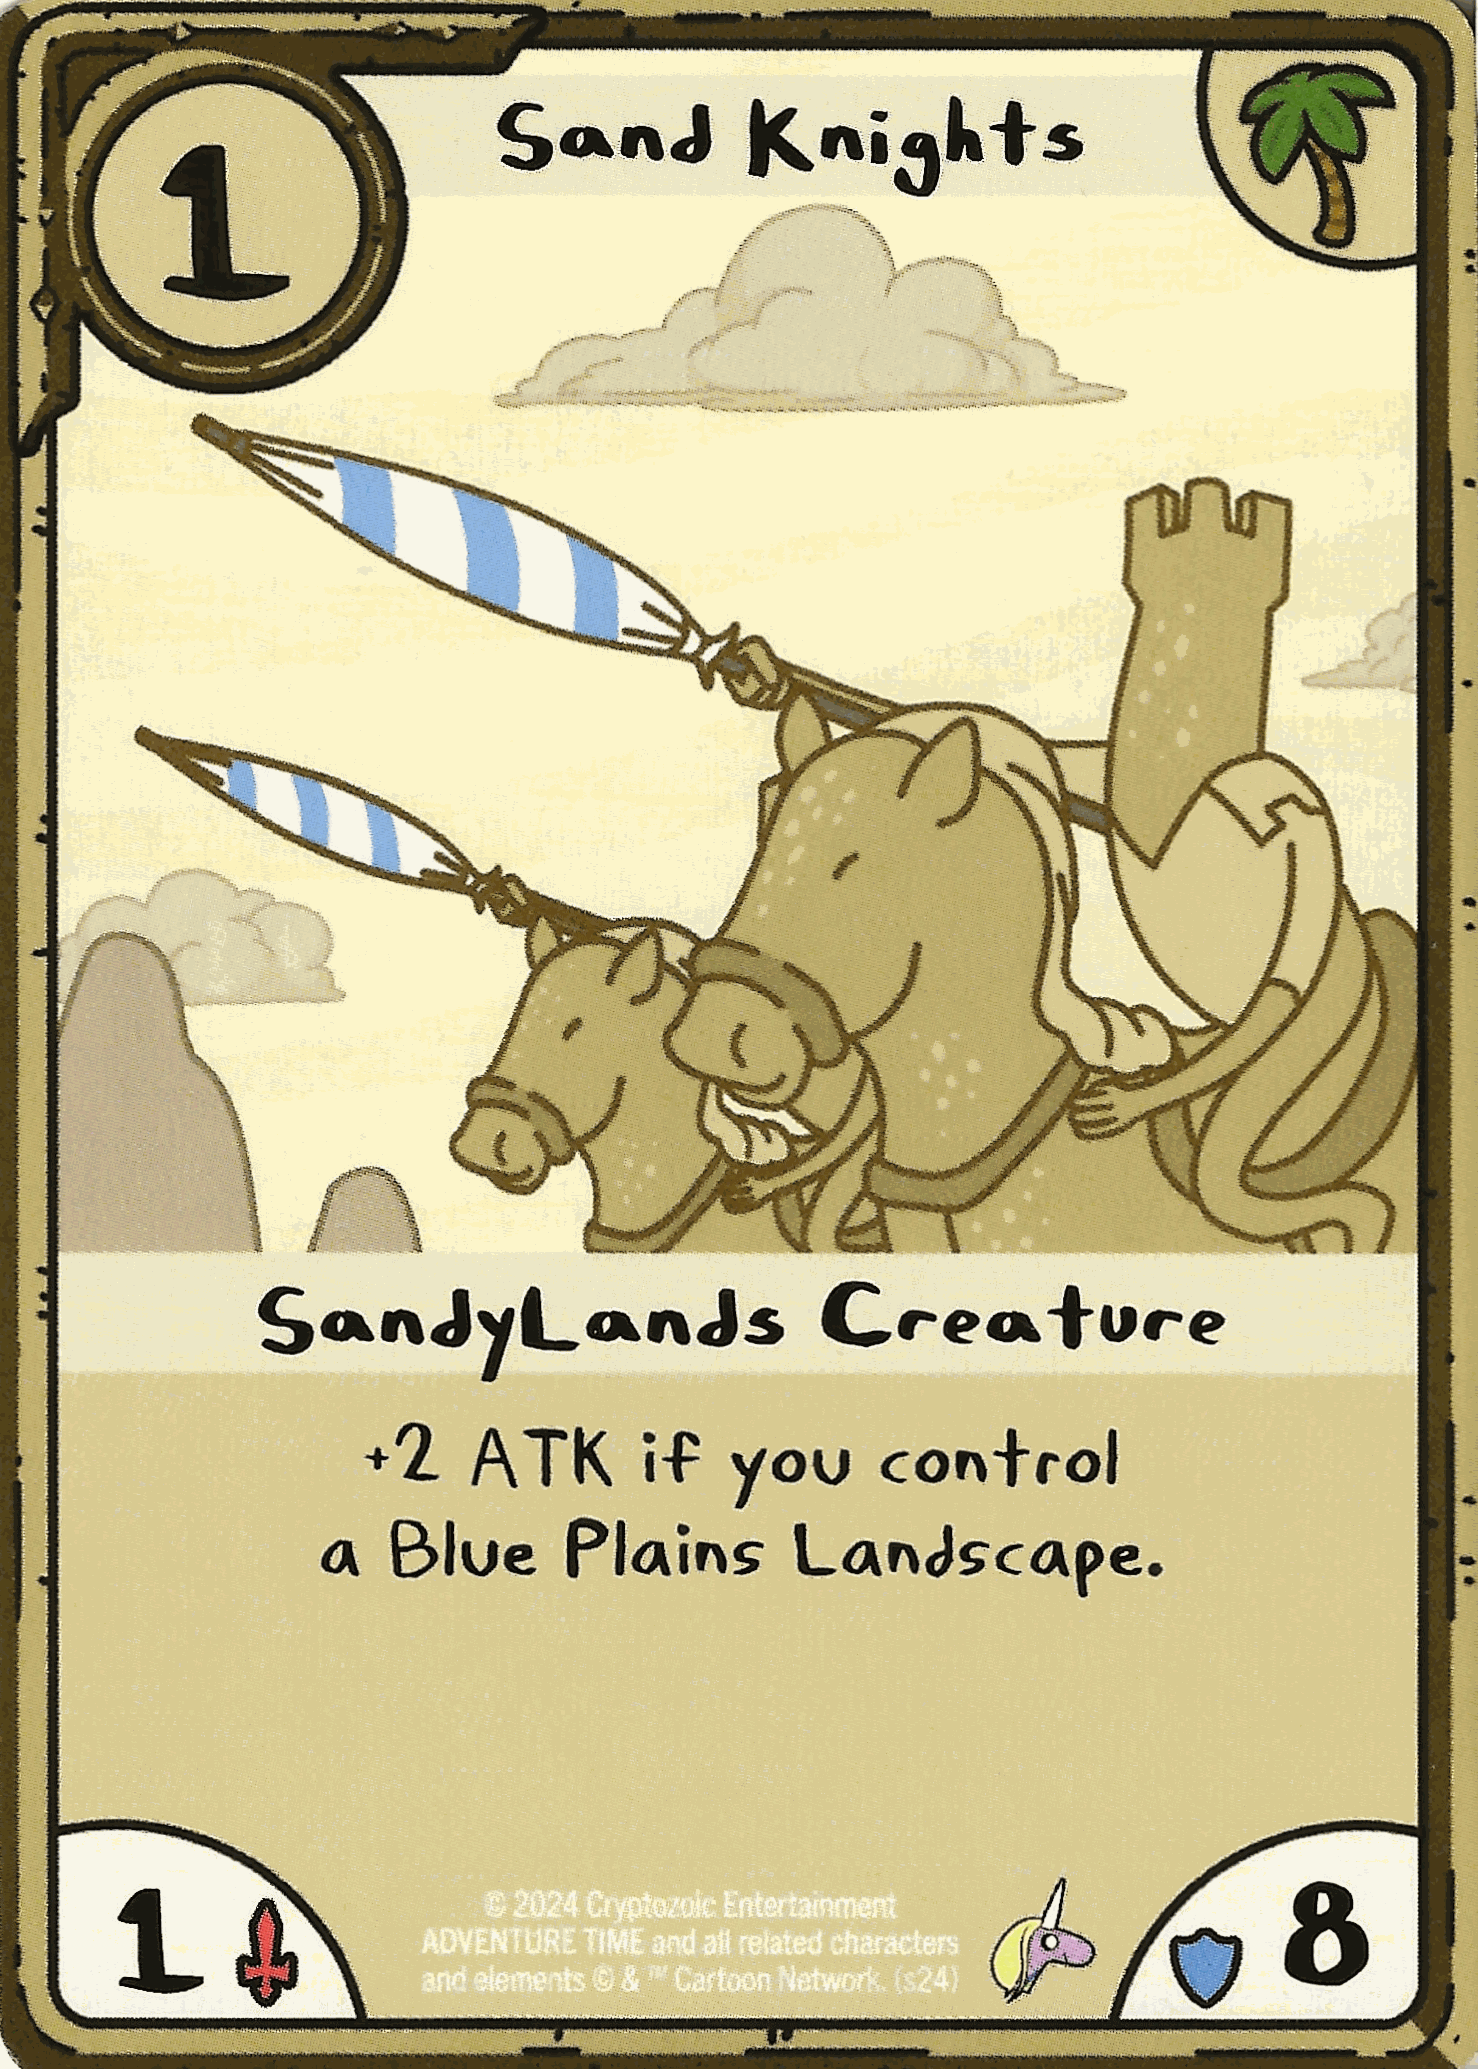 1
Sand Knights
SandyLands Creature
+2 ATK if you control
a Blue Plains Landscape.
1
© 2024 Cryptozoic Entertainment
ADVENTURE TIME and all related characters
and elements © & ™ Cartoon Network. (s24)
8